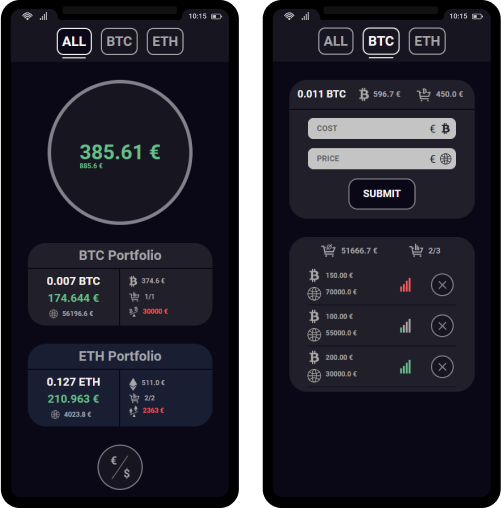 10:15
ALL BTC ETH
385.61 €
885.6 €
BTC Portfolio
0.007 BTC
174.644 €
56196.6 €
374.6 €
1/1
30000 €
ETH Portfolio
0.127 ETH
210.963 €
4023.8 €
511.0 €
2/2
2363 €
€
$
10:15
ALL BTC ETH
0.011 BTC 596.7 € 450.0 €
COST €
PRICE €
SUBMIT
51666.7 € 2/3
150.00 €
70000.0 €
100.00 €
55000.0 €
200.00 €
30000.0 €